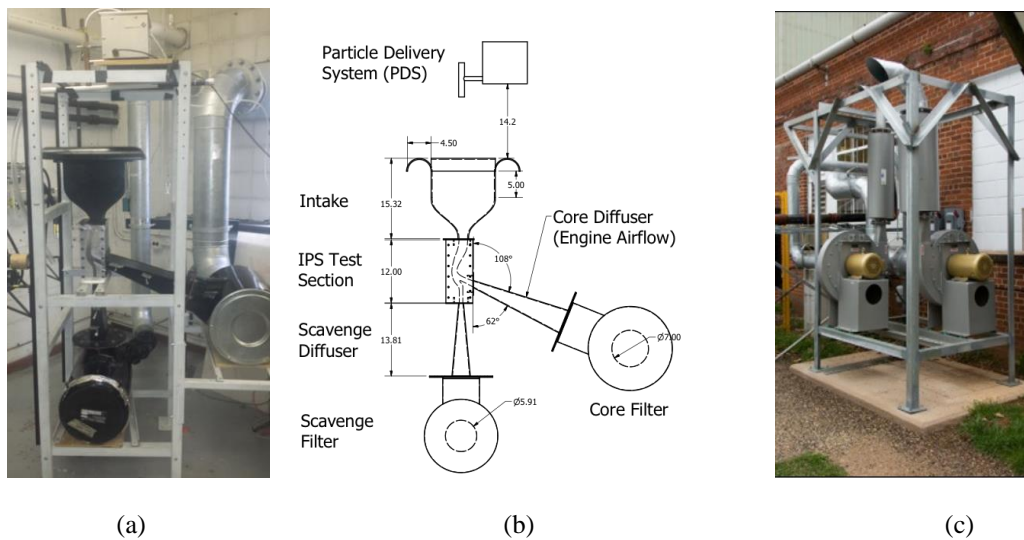 Particle Delivery
System (PDS)
14.2
4.50
5.00
Intake
15.32
Core Diffuser
(Engine Airflow)
IPS Test
Section
12.00
108°
62°
Scavenge
Diffuser
13.81
Ø7.00
Core Filter
Ø5.91
Scavenge
Filter
(a)
(b)
(c)